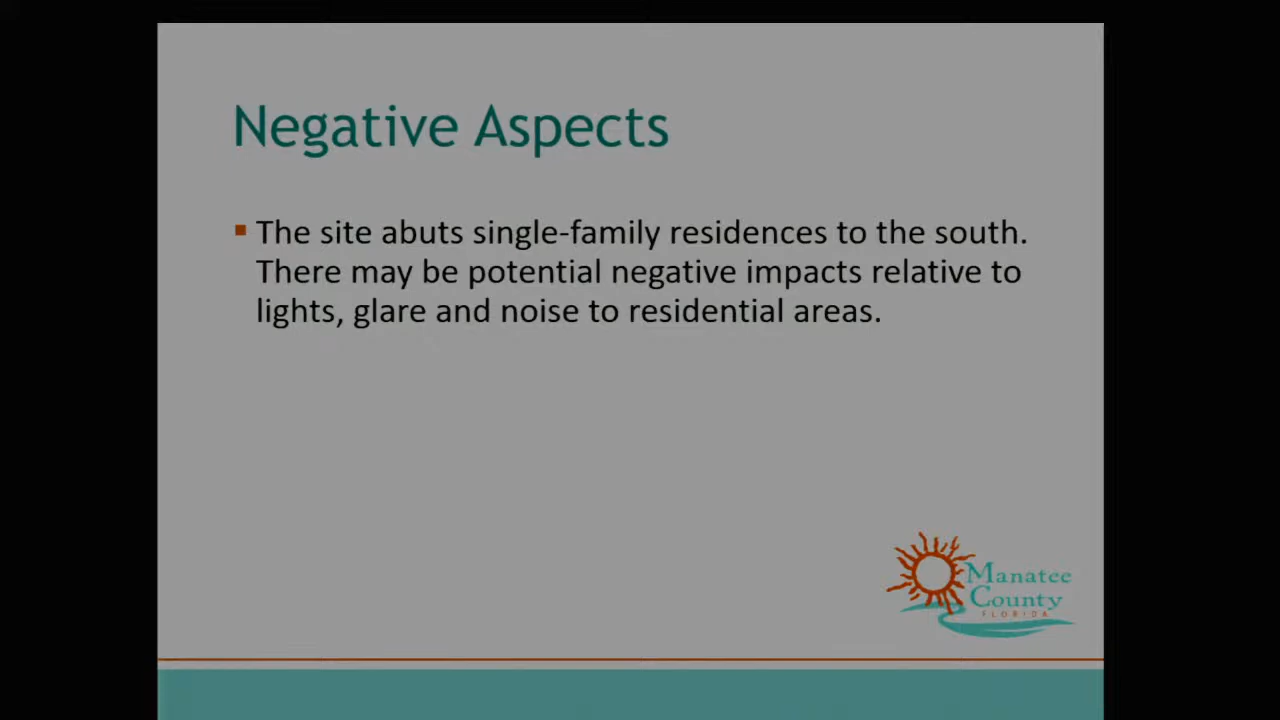 Negative Aspects
The site abuts single-family residences to the south.
There may be potential negative impacts relative to
lights, glare and noise to residential areas.
Manatee
County
FLORIDA